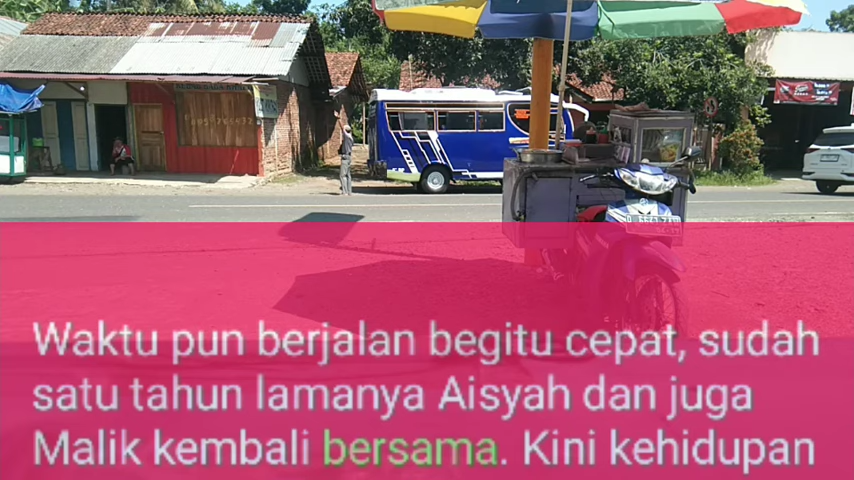 Waktu pun berjalan begitu cepat, sudah
satu tahun lamanya Aisyah dan juga
Malik kembali bersama. Kini kehidupan